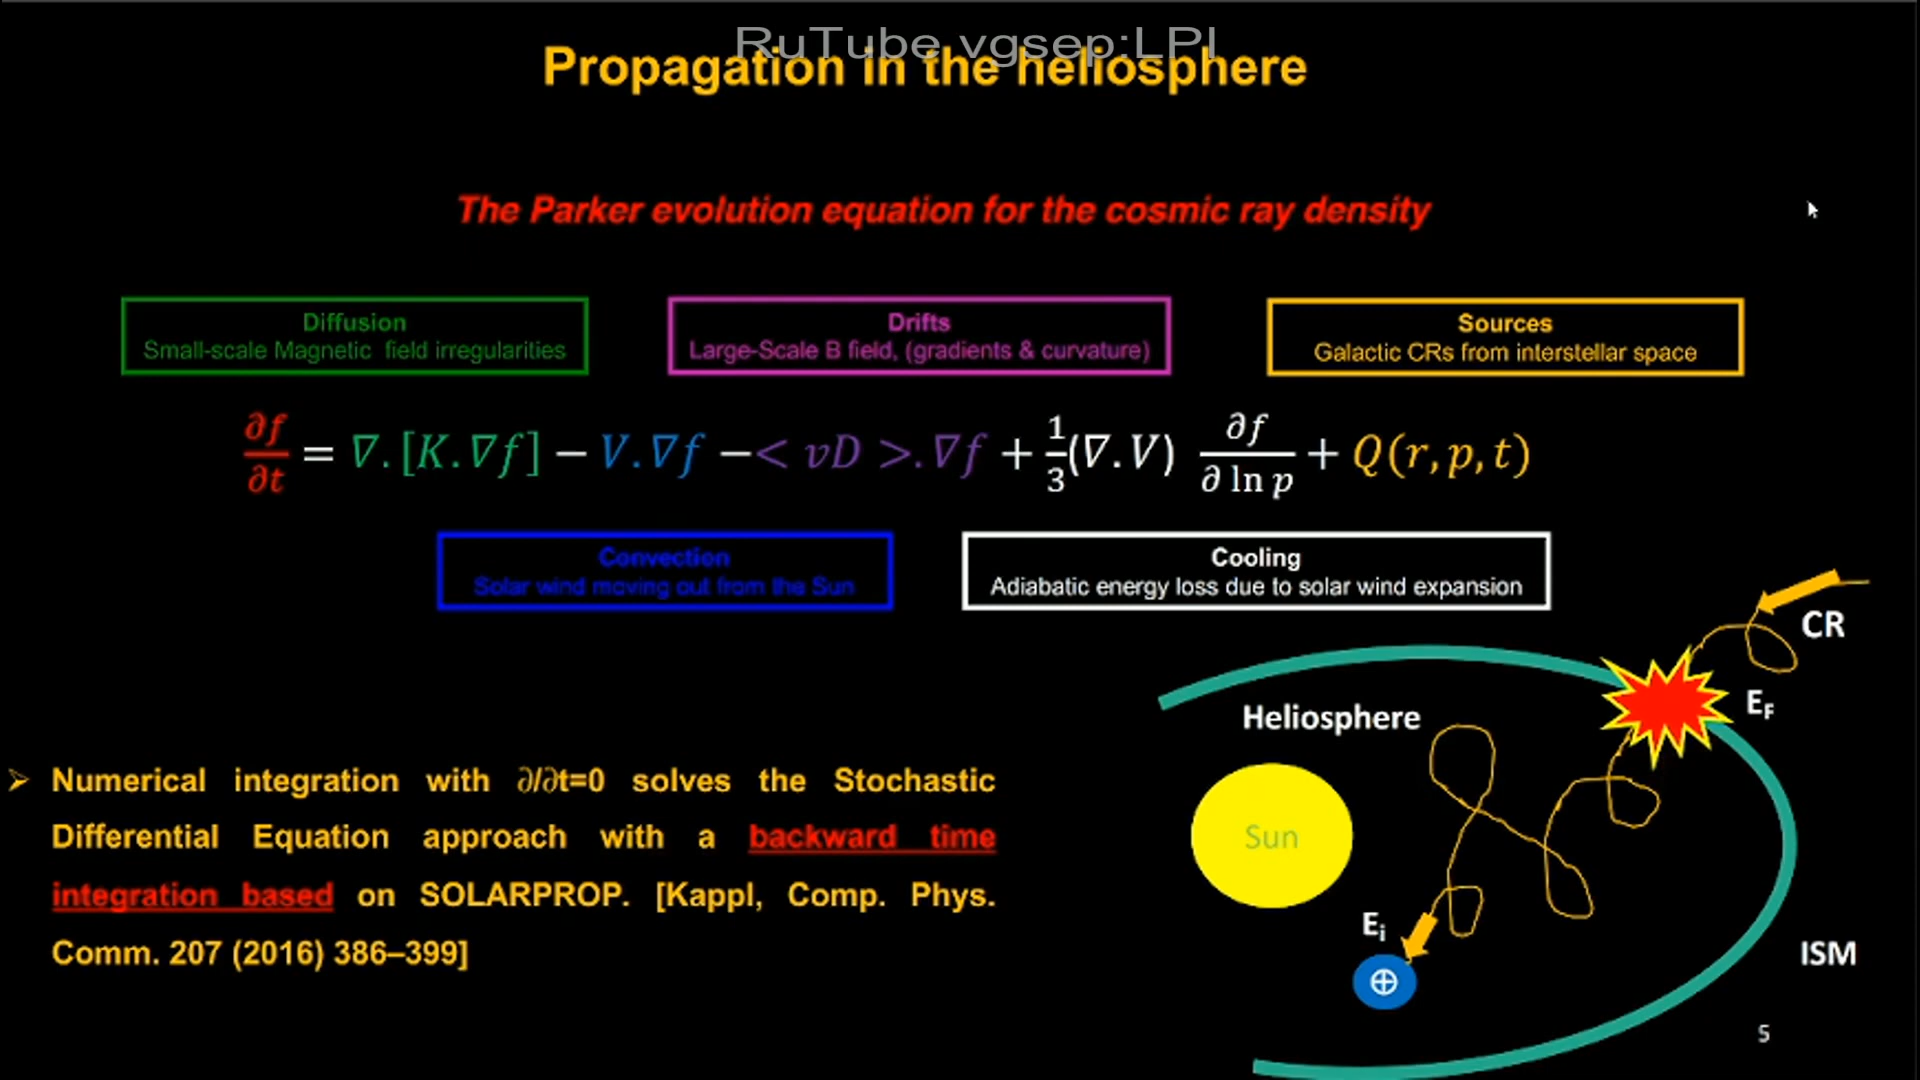 RuTube vgsep:LPI
Propagation in the heliosphere
The Parker evolution equation for the cosmic ray density
Diffusion
Small-scale Magnetic field irregularities
Drifts
Large-Scale B field, (gradients & curvature)
Sources
Galactic CRs from interstellar space
∂f/∂t = ∇.[K.∇f] − V.∇f −< vD >.∇f + 1/3(∇.V) ∂f/∂ ln p + Q(r, p, t)
Convection
Solar wind moving out from the Sun
Cooling
Adiabatic energy loss due to solar wind expansion
➢ Numerical integration with ∂/∂t=0 solves the Stochastic
Differential Equation approach with a backward time
integration based on SOLARPROP. [Kappl, Comp. Phys.
Comm. 207 (2016) 386–399]
CR
E_F
Heliosphere
Sun
E_i
⊕
ISM
5